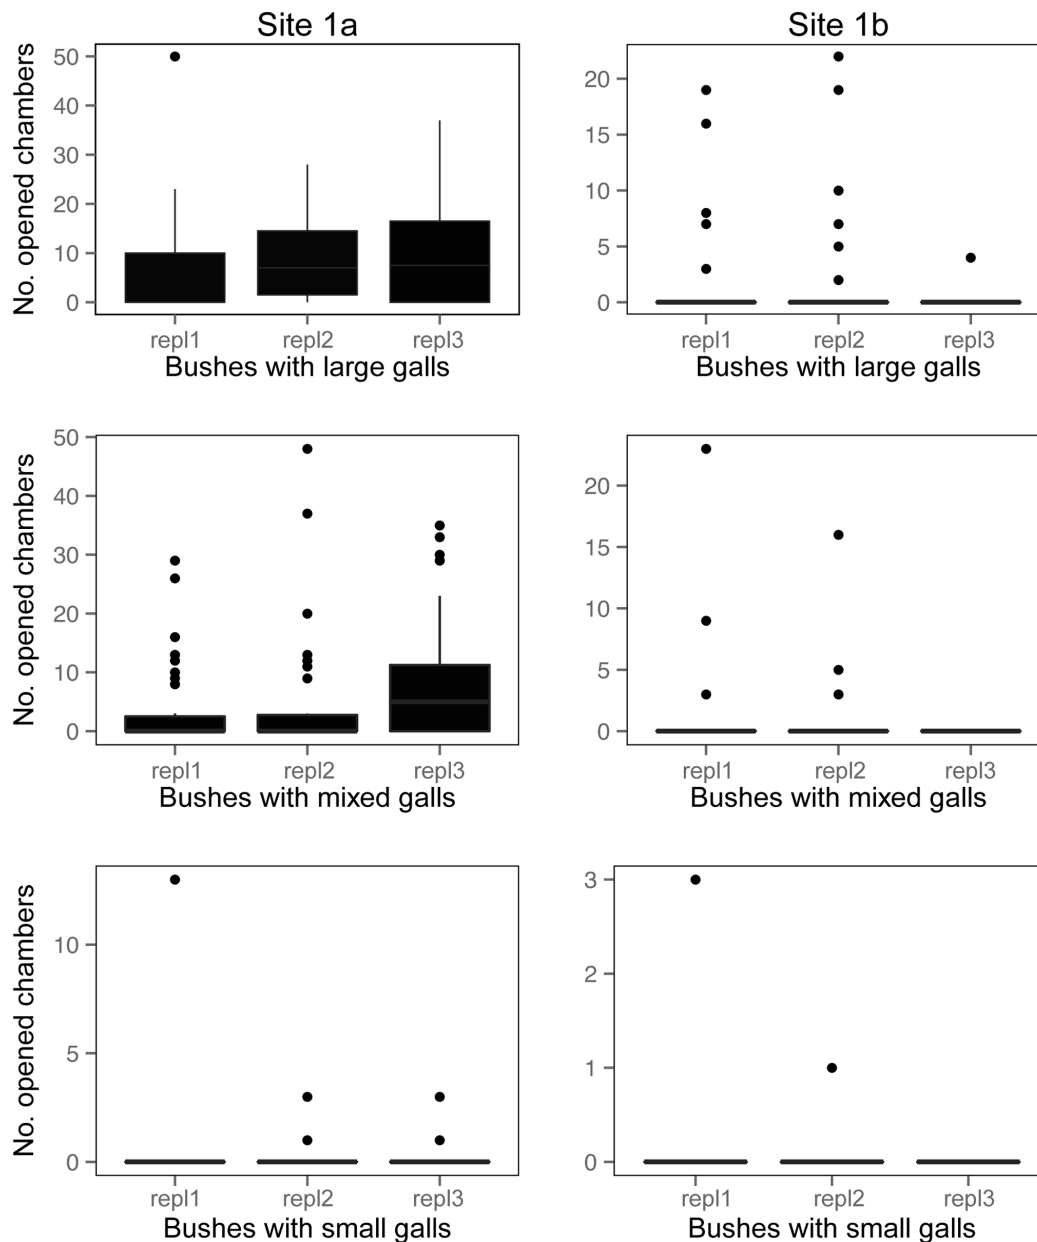 Site 1a
Site 1b
No. opened chambers
50
40
30
20
10
0
repl1 repl2 repl3
Bushes with large galls
20
15
10
5
0
repl1 repl2 repl3
Bushes with large galls
No. opened chambers
50
40
30
20
10
0
repl1 repl2 repl3
Bushes with mixed galls
20
15
10
5
0
repl1 repl2 repl3
Bushes with mixed galls
No. opened chambers
10
5
0
repl1 repl2 repl3
Bushes with small galls
3
2
1
0
repl1 repl2 repl3
Bushes with small galls